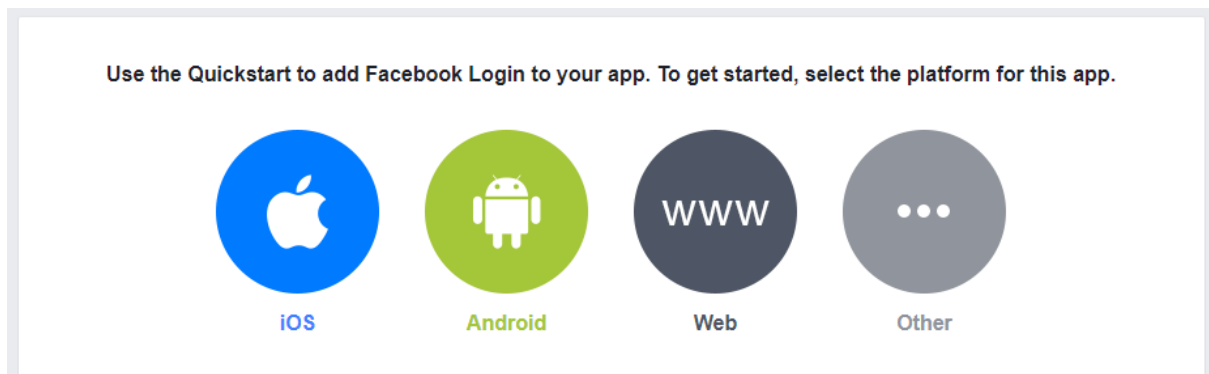 Use the Quickstart to add Facebook Login to your app. To get started, select the platform for this app.
WWW
iOS
Android
Web
Other